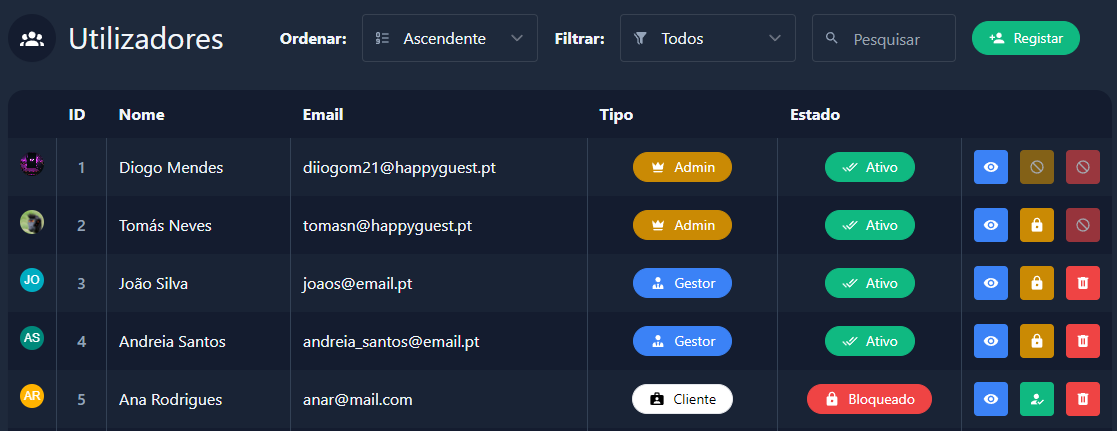 Utilizadores Ordenar: Ascendente Filtrar: Todos Pesquisar Registar
ID Nome Email Tipo Estado
1 Diogo Mendes diiogom21@happyguest.pt Admin Ativo
2 Tomás Neves tomasn@happyguest.pt Admin Ativo
JO 3 João Silva joaos@email.pt Gestor Ativo
AS 4 Andreia Santos andreia_santos@email.pt Gestor Ativo
AR 5 Ana Rodrigues anar@mail.com Cliente Bloqueado